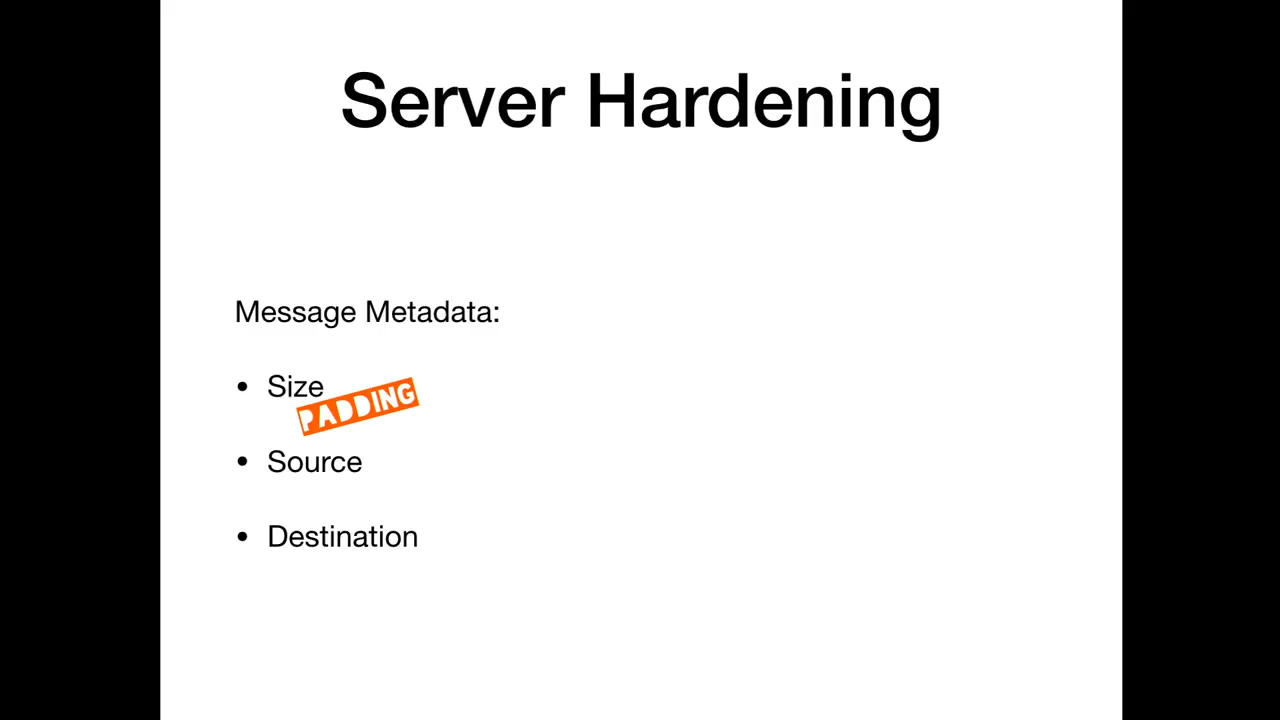 Server Hardening
Message Metadata:
• Size
PADDING
• Source
• Destination